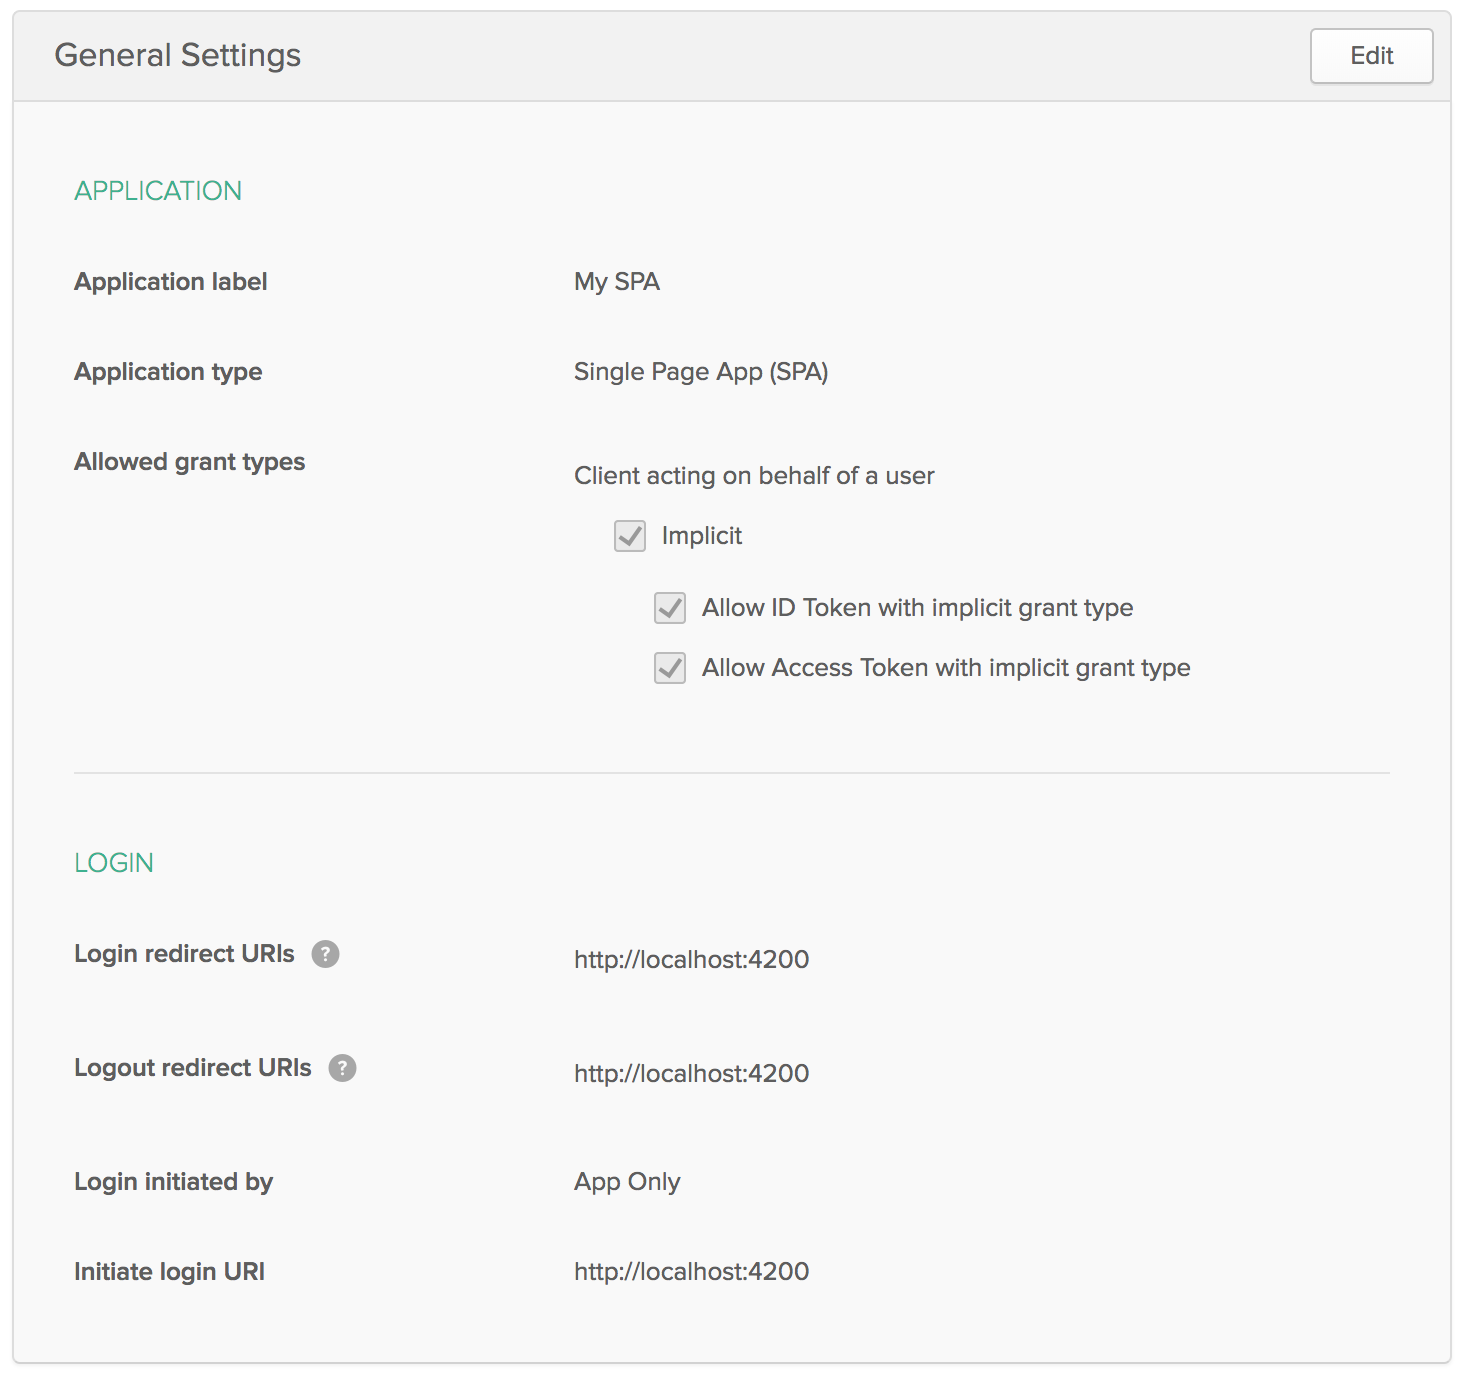 General Settings
Edit
APPLICATION
Application label
My SPA
Application type
Single Page App (SPA)
Allowed grant types
Client acting on behalf of a user
Implicit
Allow ID Token with implicit grant type
Allow Access Token with implicit grant type
LOGIN
Login redirect URIs ?
http://localhost:4200
Logout redirect URIs ?
http://localhost:4200
Login initiated by
App Only
Initiate login URI
http://localhost:4200